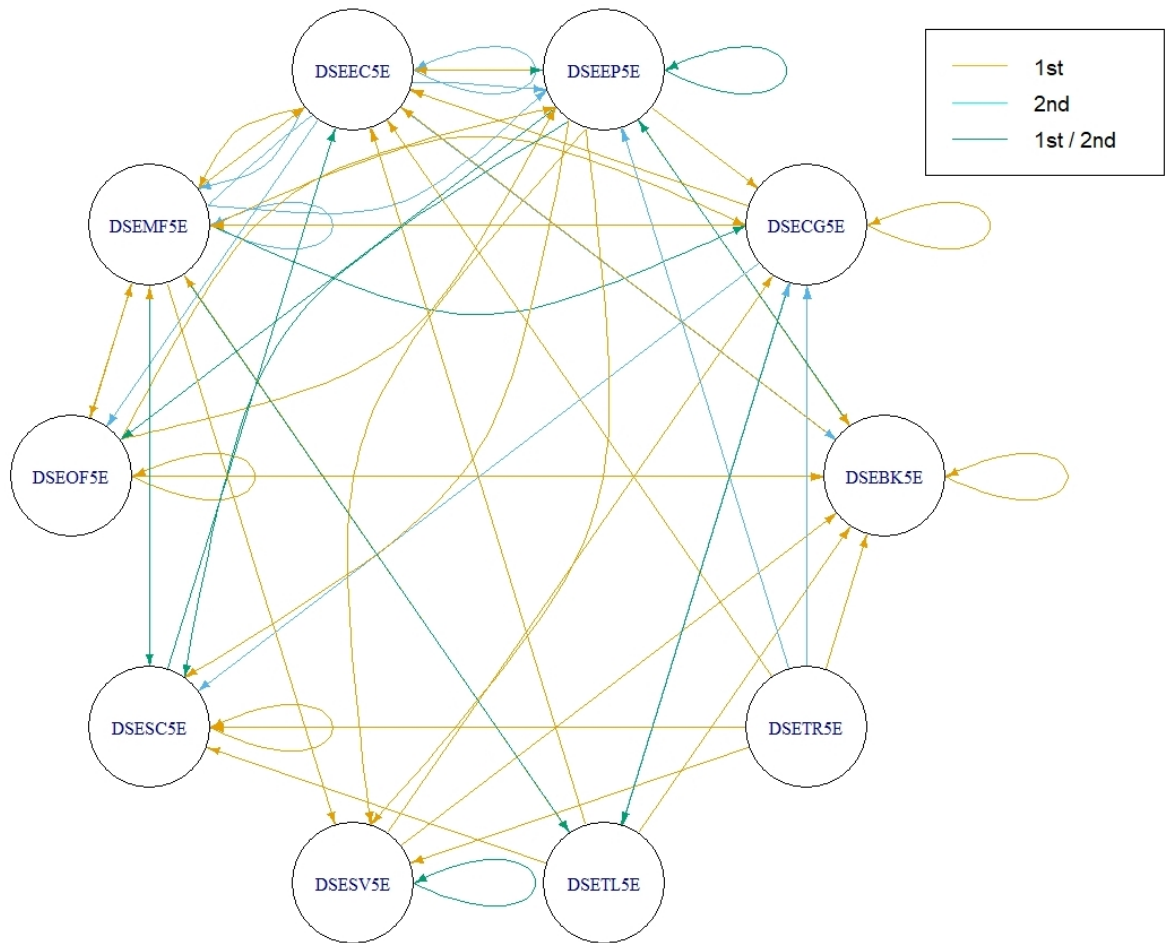 DSEEC5E
DSEEP5E
1st
2nd
1st / 2nd
DSEMF5E
DSECG5E
DSEOF5E
DSEBK5E
DSESC5E
DSETR5E
DSESV5E
DSETL5E